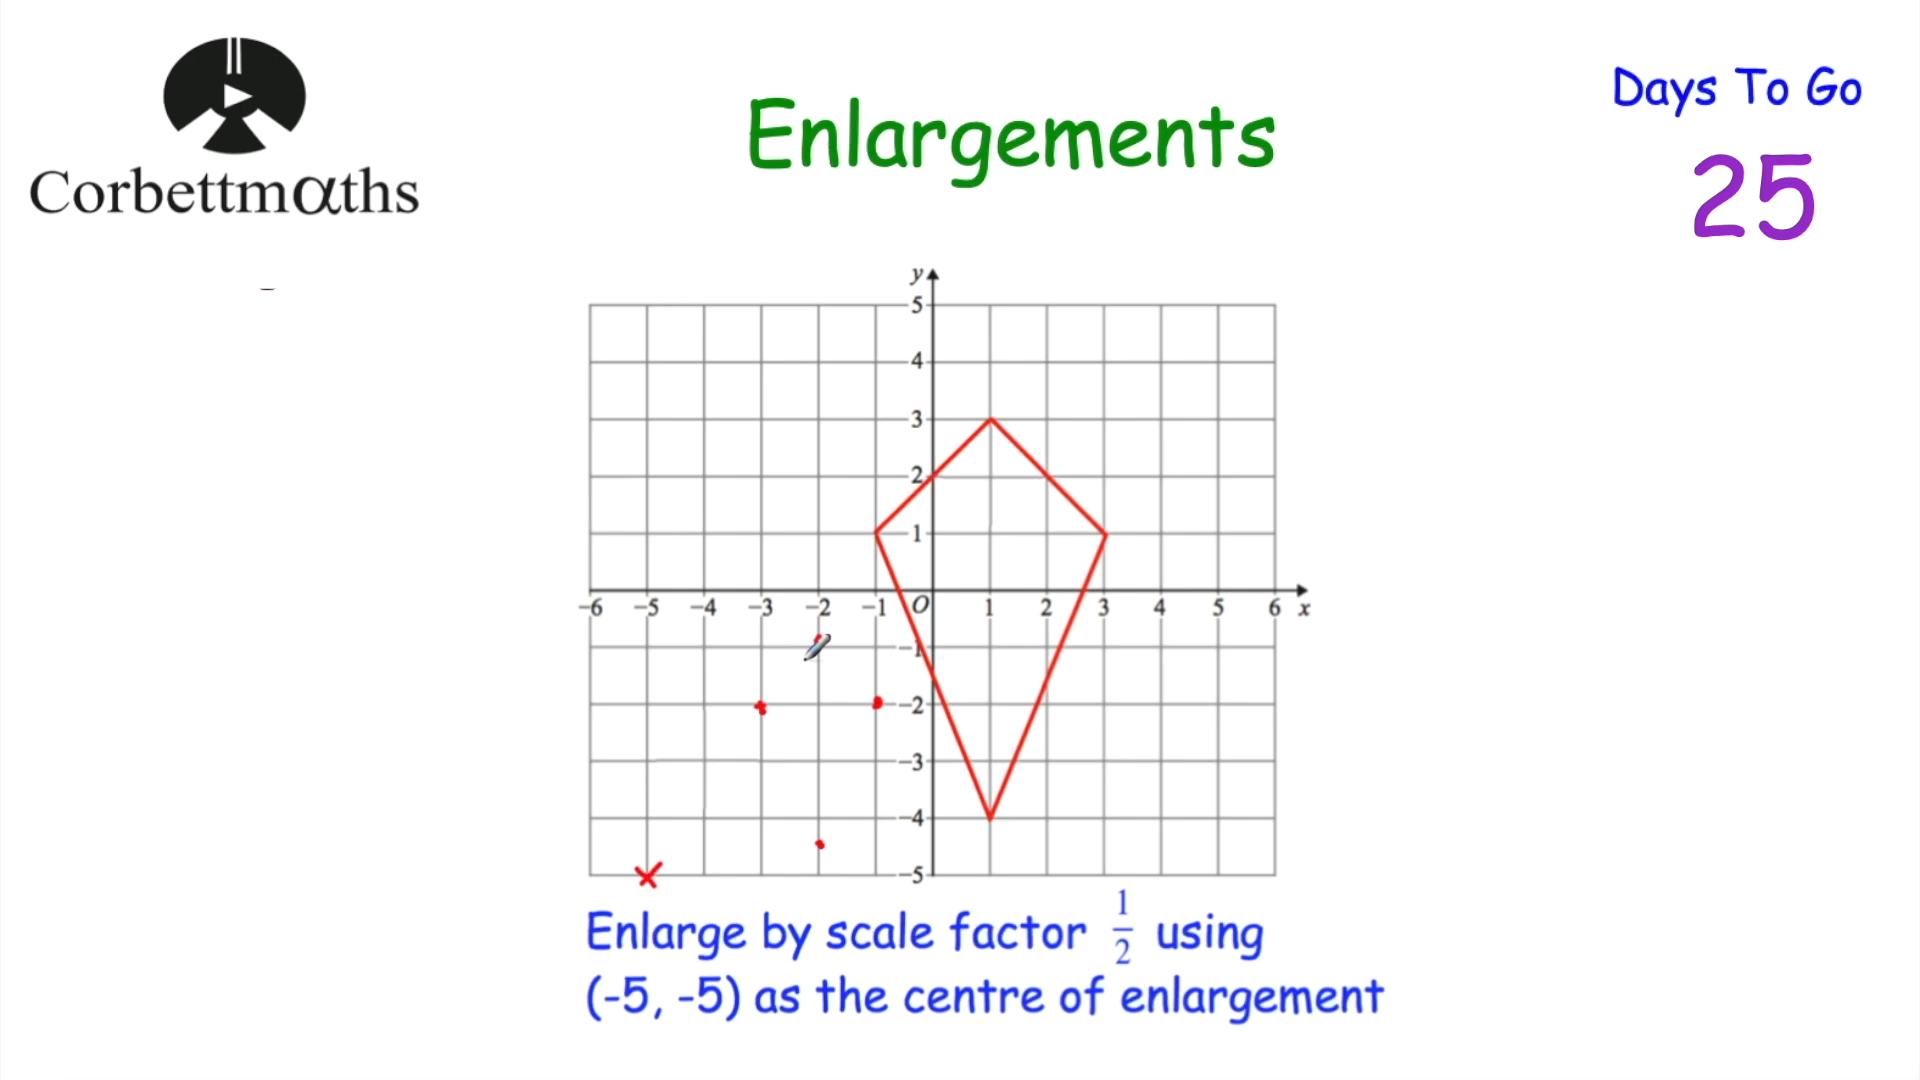 Corbettmαths
Enlargements
Days To Go
25
y
5
4
3
2
1
−6 −5 −4 −3 −2 −1 O 1 2 3 4 5 6 x
−1
−2
−3
−4
−5
Enlarge by scale factor 1/2 using
(-5, -5) as the centre of enlargement